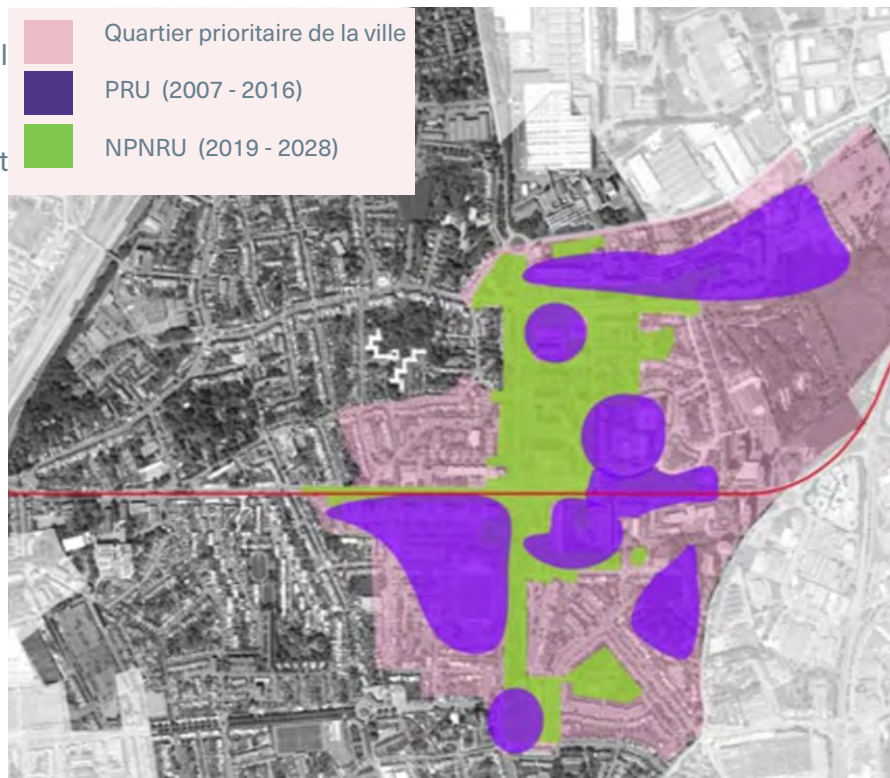 l
Quartier prioritaire de la ville
PRU (2007 - 2016)
NPNRU (2019 - 2028)
t